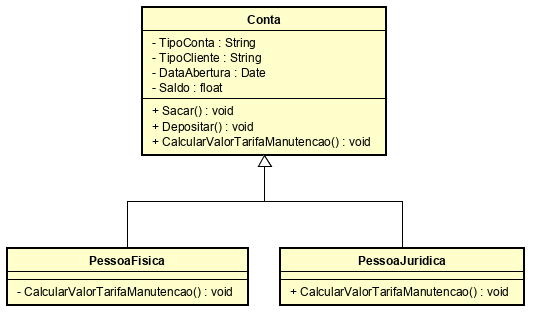 Conta
- TipoConta : String
- TipoCliente : String
- DataAbertura : Date
- Saldo : float
+ Sacar() : void
+ Depositar() : void
+ CalcularValorTarifaManutencao() : void
PessoaFisica
- CalcularValorTarifaManutencao() : void
PessoaJuridica
+ CalcularValorTarifaManutencao() : void